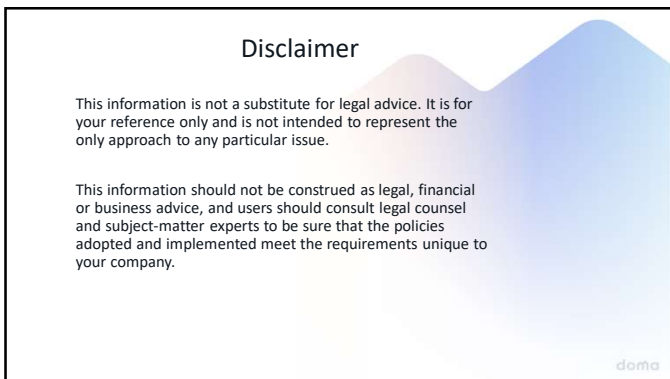 Disclaimer
This information is not a substitute for legal advice. It is for
your reference only and is not intended to represent the
only approach to any particular issue.
This information should not be construed as legal, financial
or business advice, and users should consult legal counsel
and subject-matter experts to be sure that the policies
adopted and implemented meet the requirements unique to
your company.
doma